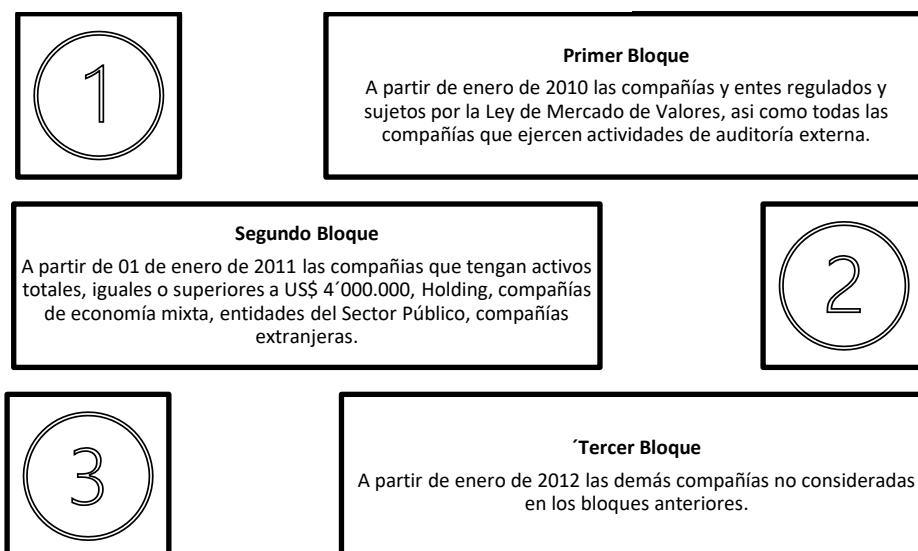 1
Primer Bloque
A partir de enero de 2010 las compañías y entes regulados y
sujetos por la Ley de Mercado de Valores, asi como todas las
compañías que ejercen actividades de auditoría externa.
Segundo Bloque
A partir de 01 de enero de 2011 las compañias que tengan activos
totales, iguales o superiores a US$ 4´000.000, Holding, compañías
de economía mixta, entidades del Sector Público, compañías
extranjeras.
2
3
´Tercer Bloque
A partir de enero de 2012 las demás compañías no consideradas
en los bloques anteriores.